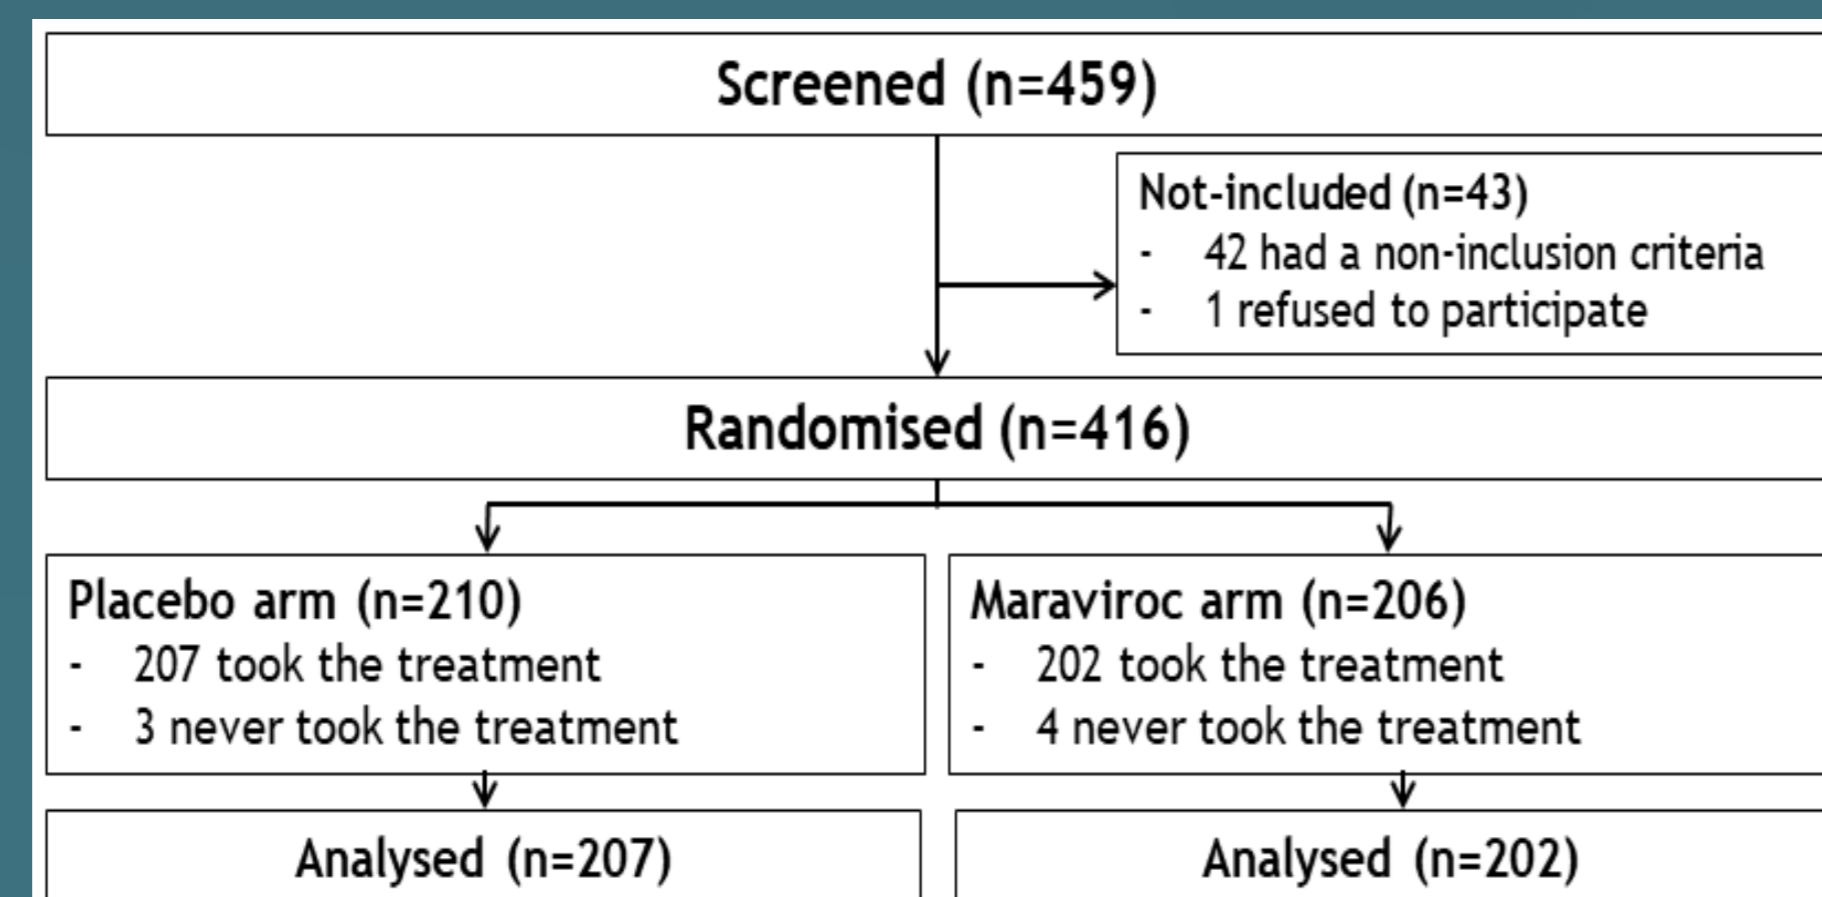 Screened (n=459)
Not-included (n=43)
- 42 had a non-inclusion criteria
- 1 refused to participate
Randomised (n=416)
Placebo arm (n=210)
- 207 took the treatment
- 3 never took the treatment
Maraviroc arm (n=206)
- 202 took the treatment
- 4 never took the treatment
Analysed (n=207)
Analysed (n=202)